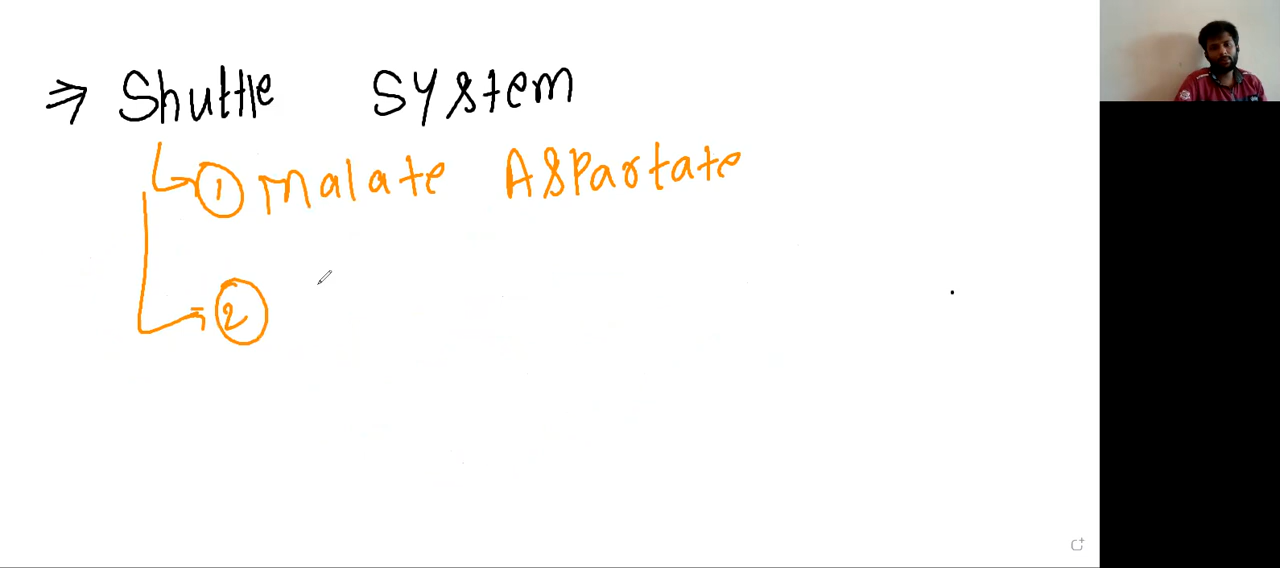 ⇒ Shuttle System
① Malate Aspartate
②